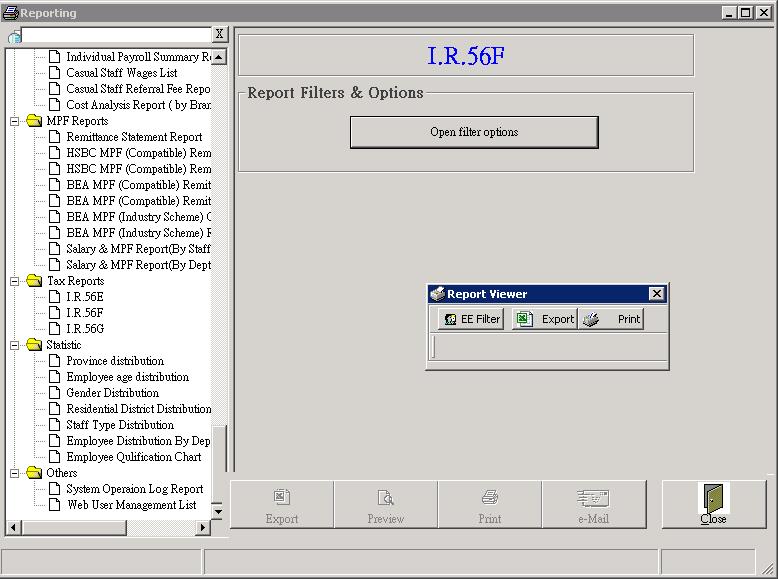 Reporting
X
Individual Payroll Summary R
Casual Staff Wages List
Casual Staff Referral Fee Repo
Cost Analysis Report ( by Bran
MPF Reports
Remittance Statement Report
HSBC MPF (Compatible) Rem
HSBC MPF (Compatible) Rem
BEA MPF (Compatible) Remit
BEA MPF (Compatible) Remit
BEA MPF (Industry Scheme) C
BEA MPF (Industry Scheme) R
Salary & MPF Report(By Staff
Salary & MPF Report(By Dept
Tax Reports
I.R.56E
I.R.56F
I.R.56G
Statistic
Province distribution
Employee age distribution
Gender Distribution
Residential District Distribution
Staff Type Distribution
Employee Distribution By Dep
Employee Qulification Chart
Others
System Operaion Log Report
Web User Management List
I.R.56F
Report Filters & Options
Open filter options
Report Viewer
EE Filter
Export
Print
Export
Preview
Print
e-Mail
Close